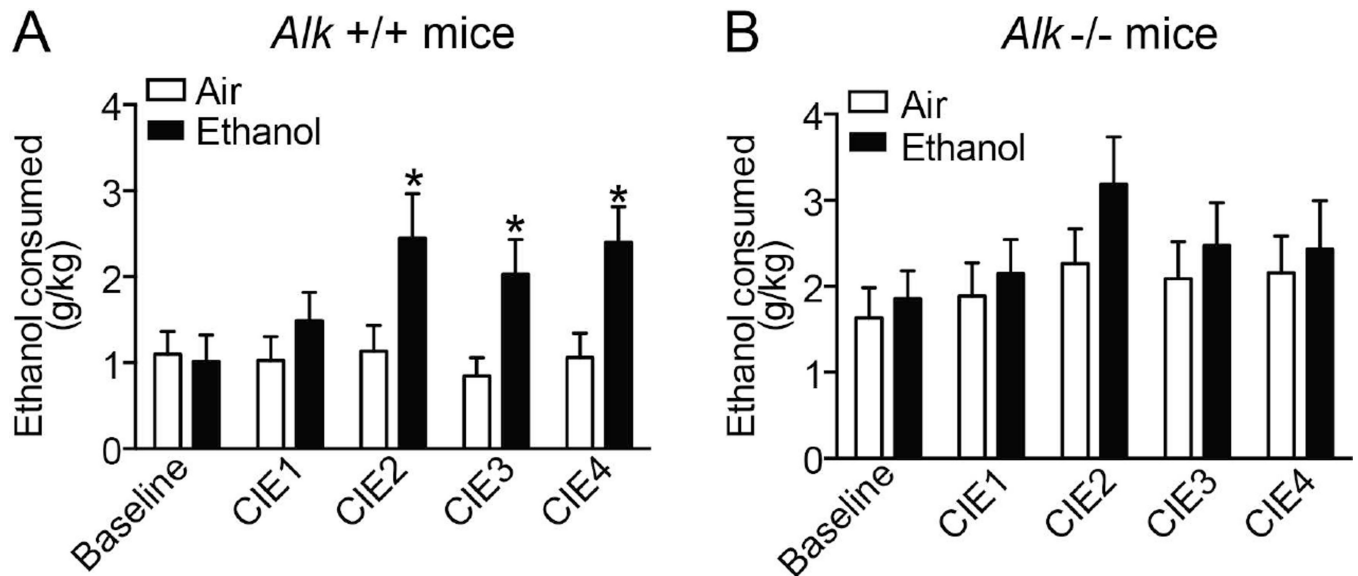 A
Alk +/+ mice
Air
Ethanol
Ethanol consumed
(g/kg)
4
3
2
1
0
*
*
*
Baseline
CIE1
CIE2
CIE3
CIE4
B
Alk -/- mice
Air
Ethanol
Ethanol consumed
(g/kg)
4
3
2
1
0
Baseline
CIE1
CIE2
CIE3
CIE4